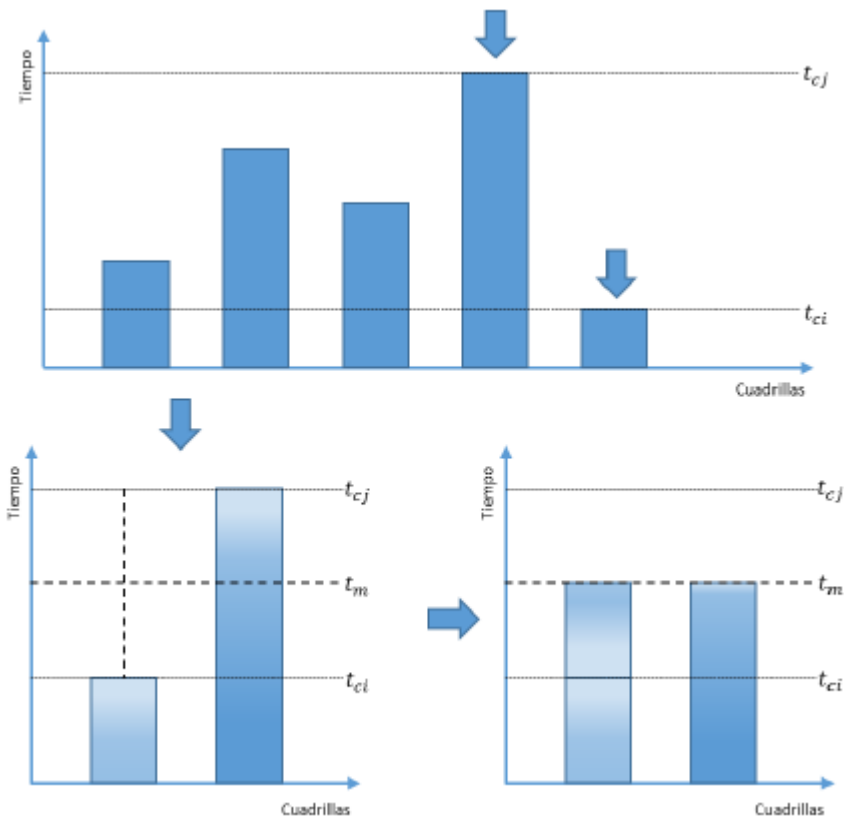 Tiempo
t_cj
t_ci
Cuadrillas
Tiempo
t_cj
t_m
t_ci
Cuadrillas
Tiempo
t_cj
t_m
t_ci
Cuadrillas